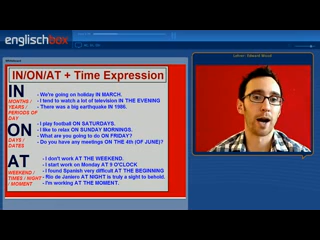 englischbox
IN/ON/AT + Time Expression
IN
MONTHS /
YEARS /
PERIODS OF
DAY
- We're going on holiday IN MARCH.
- I tend to watch a lot of television IN THE EVENING
- There was a big earthquake IN 1986.
ON
DAYS /
DATES
- I play football ON SATURDAYS.
- I like to relax ON SUNDAY MORNINGS.
- What are you going to do ON FRIDAY?
- Do you have any meetings ON THE 4th (OF JUNE)?
AT
WEEKEND /
TIMES / NIGHT
/ MOMENT
- I don't work AT THE WEEKEND.
- I start work on Monday AT 9 O'CLOCK
- I found Spanish very difficult AT THE BEGINNING
- Rio de Janiero AT NIGHT is truly a sight to behold.
- I'm working AT THE MOMENT.